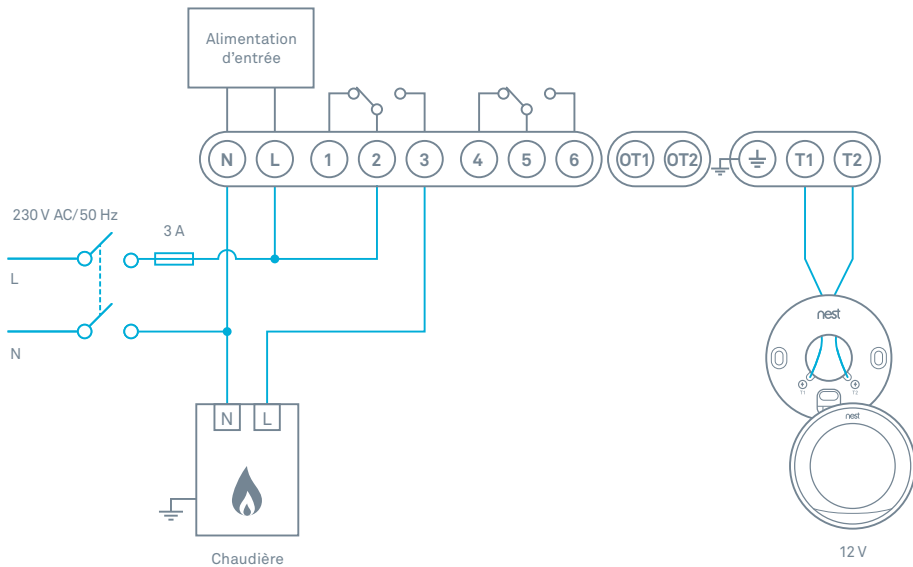 Alimentation
d'entrée
N L 1 2 3 4 5 6 OT1 OT2 T1 T2
230 V AC/50 Hz
3 A
L
N
nest
T1 T2
nest
N L
12 V
Chaudière